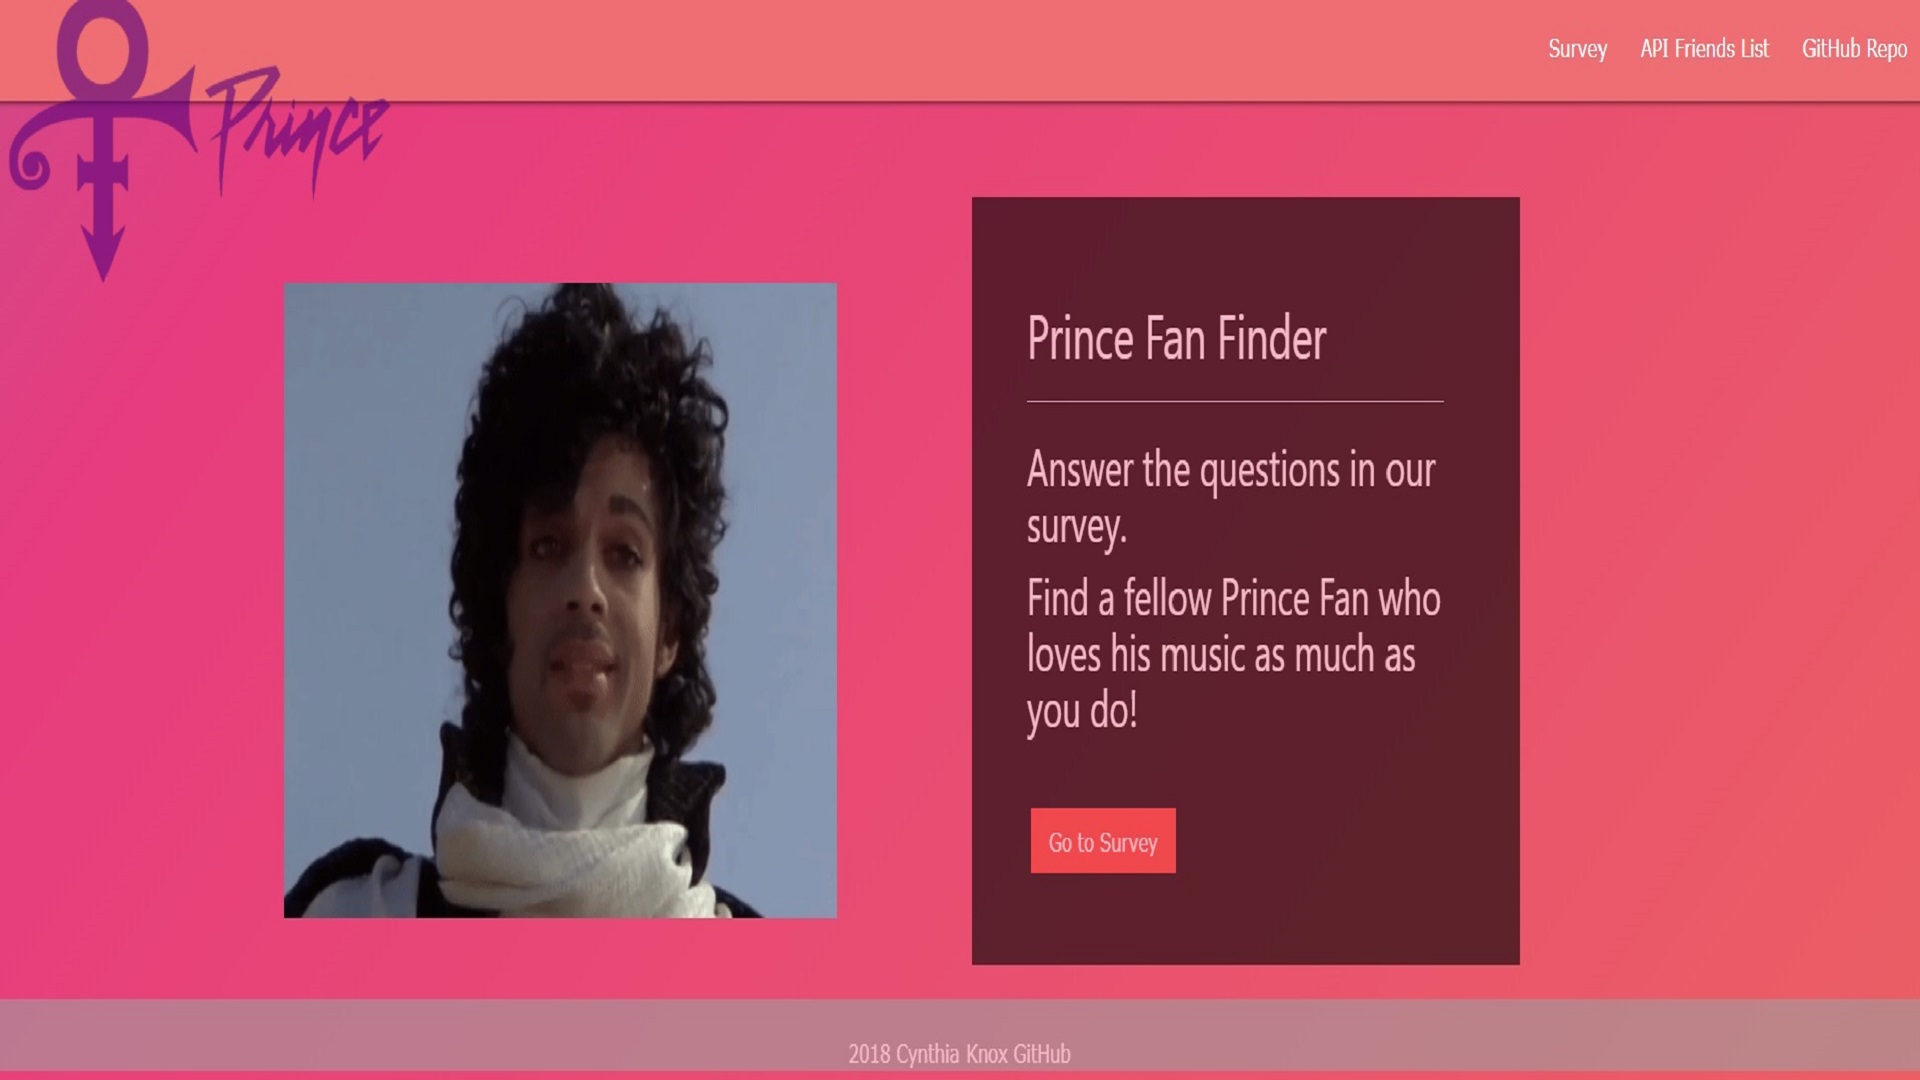 Survey API Friends List GitHub Repo
Prince
Prince Fan Finder
Answer the questions in our
survey.
Find a fellow Prince Fan who
loves his music as much as
you do!
Go to Survey
2018 Cynthia Knox GitHub